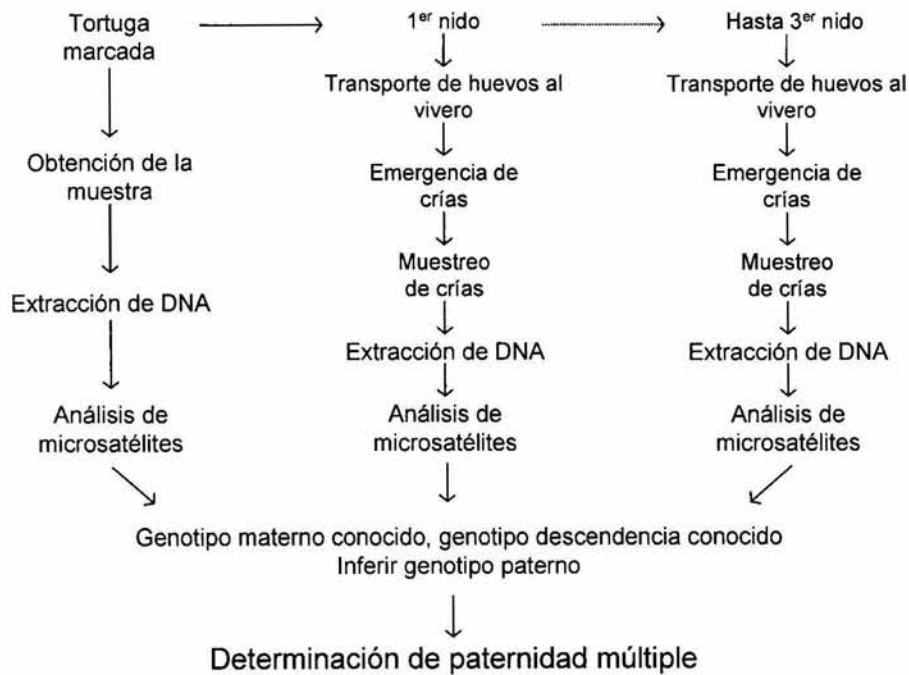 Tortuga
marcada
Obtención de la
muestra
Extracción de DNA
Análisis de
microsatélites
1er nido
Transporte de huevos al
vivero
Emergencia de
crías
Muestreo
de crías
Extracción de DNA
Análisis de
microsatélites
Hasta 3er nido
Transporte de huevos al
vivero
Emergencia de
crías
Muestreo
de crías
Extracción de DNA
Análisis de
microsatélites
Genotipo materno conocido, genotipo descendencia conocido
Inferir genotipo paterno
Determinación de paternidad múltiple